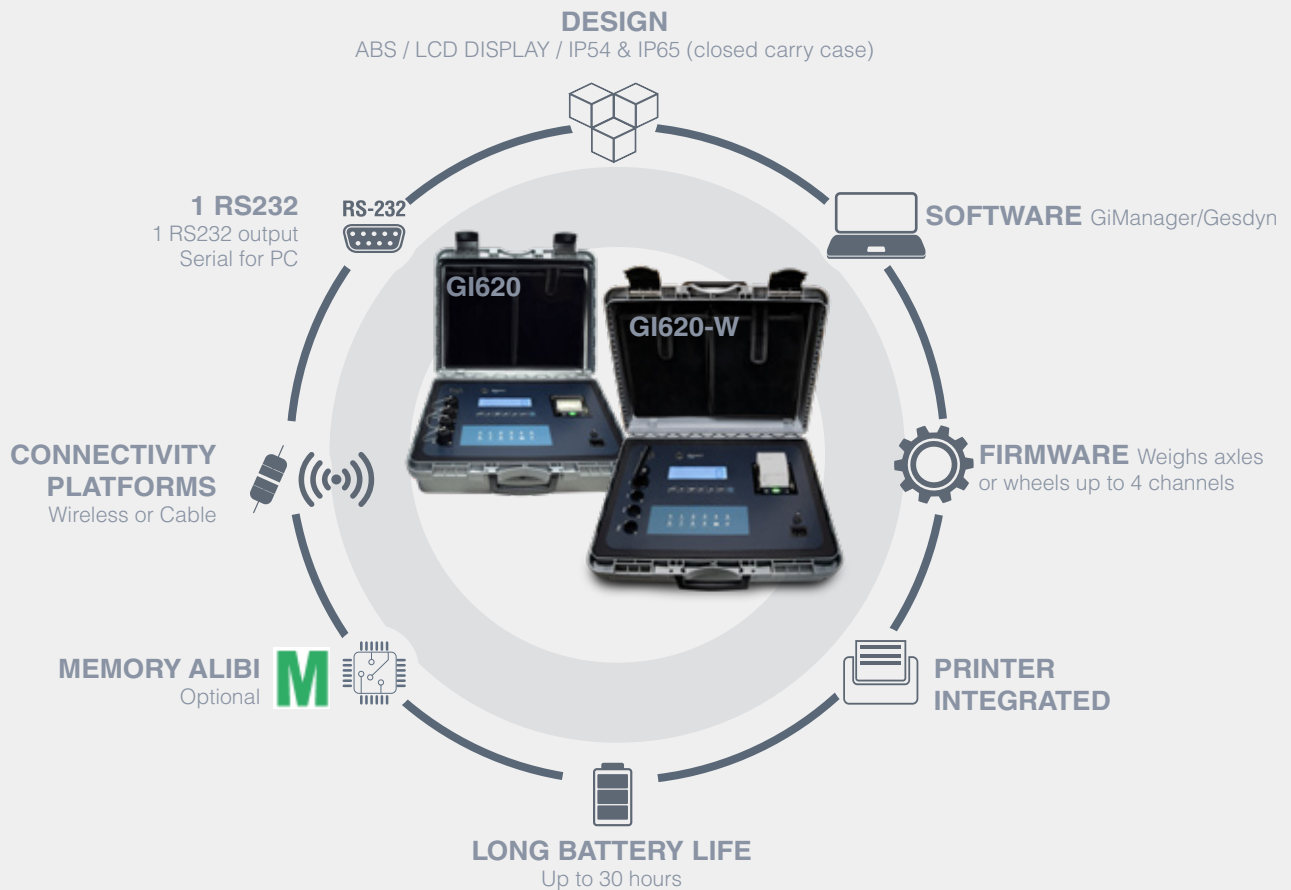 DESIGN
ABS / LCD DISPLAY / IP54 & IP65 (closed carry case)
1 RS232
1 RS232 output
Serial for PC
RS-232
SOFTWARE GiManager/Gesdyn
GI620
GI620-W
CONNECTIVITY
PLATFORMS
Wireless or Cable
FIRMWARE Weighs axles
or wheels up to 4 channels
MEMORY ALIBI
Optional
M
PRINTER
INTEGRATED
LONG BATTERY LIFE
Up to 30 hours